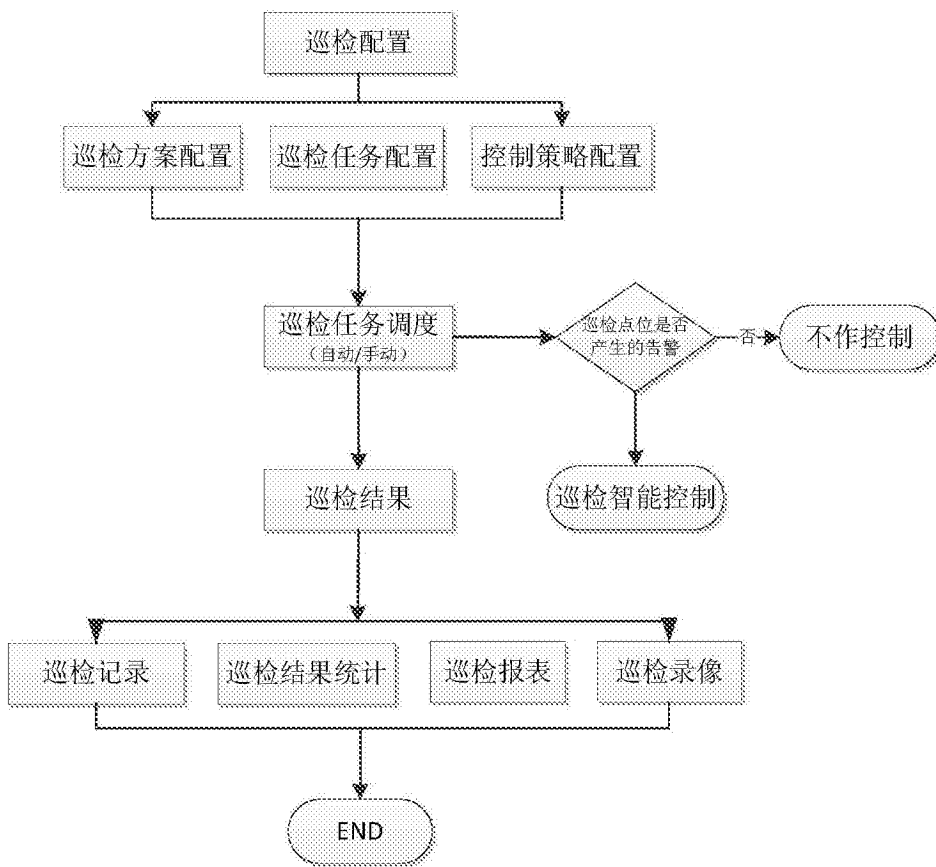 巡检配置
巡检方案配置
巡检任务配置
控制策略配置
巡检任务调度
（自动/手动）
巡检点位是否
产生的告警
否
不作控制
巡检智能控制
巡检结果
巡检记录
巡检结果统计
巡检报表
巡检录像
END